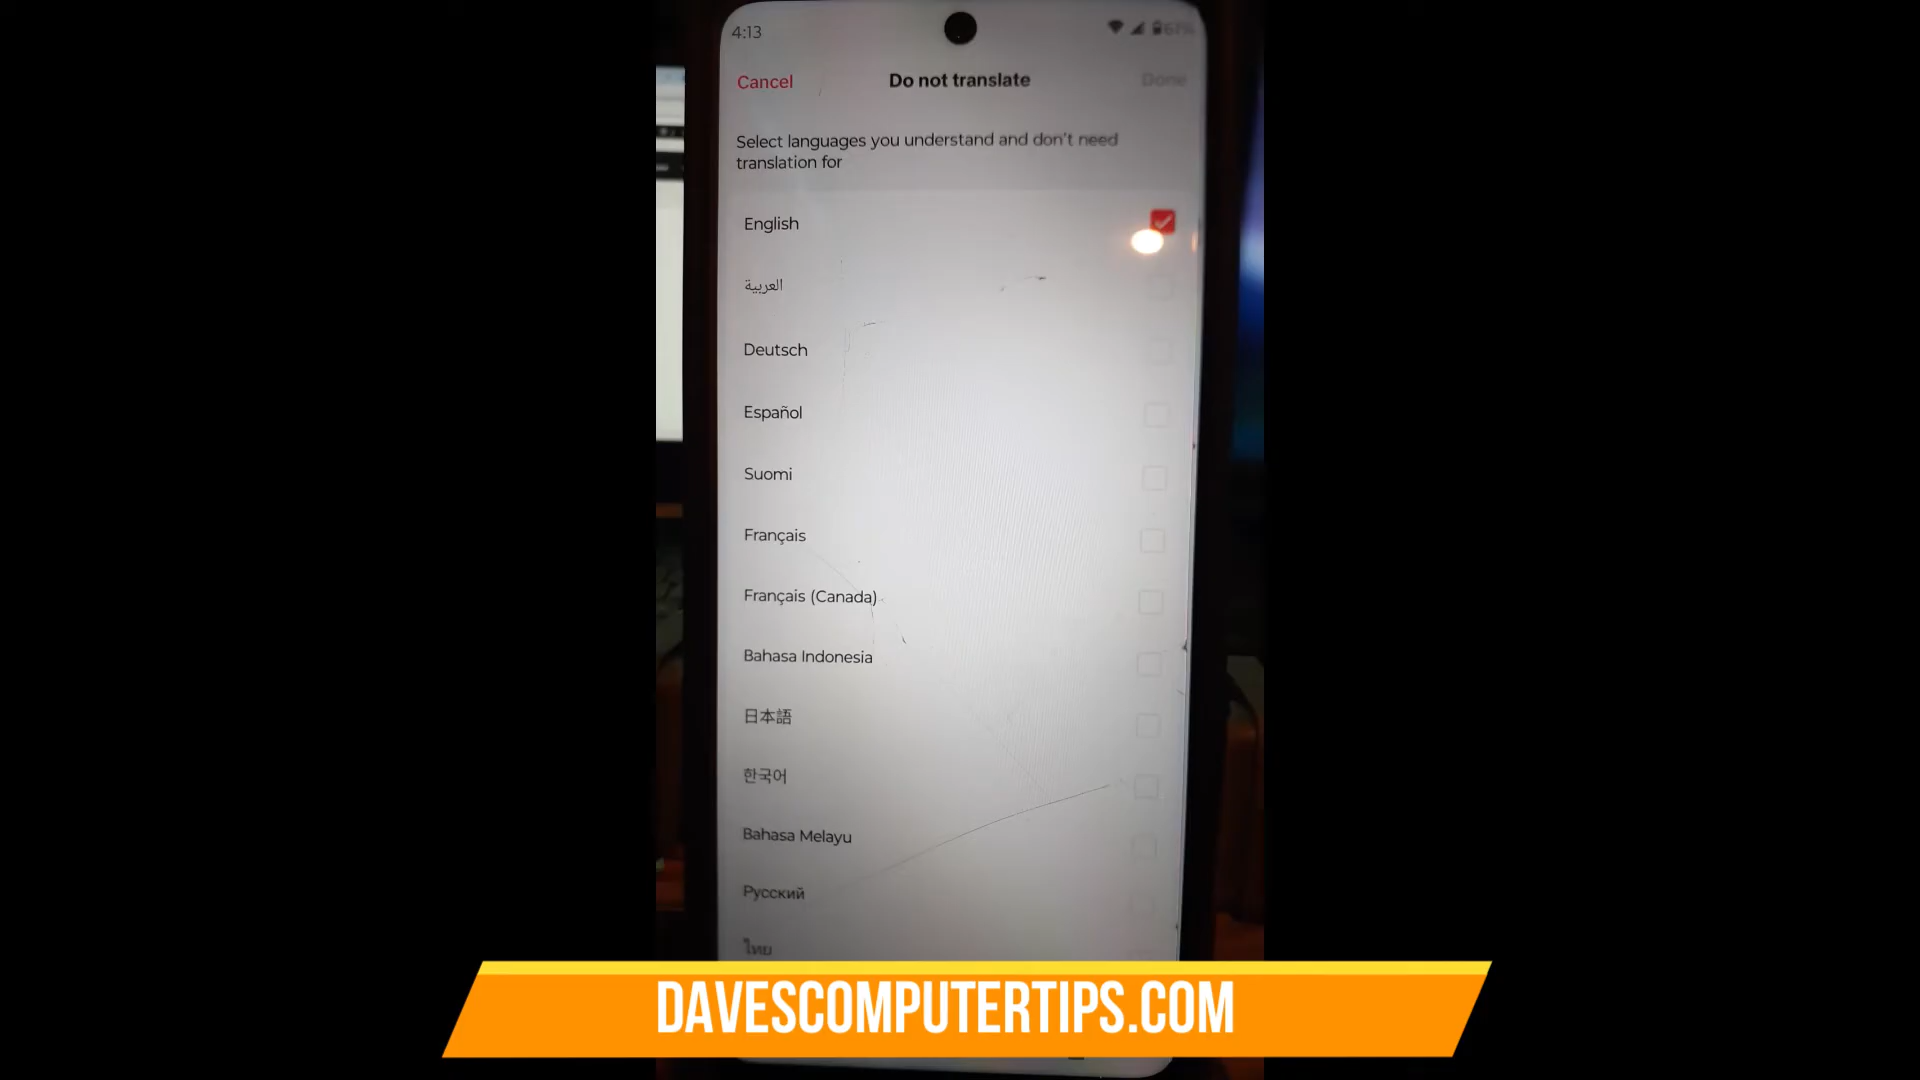 4:13
67%
Cancel
Do not translate
Done
Select languages you understand and don't need
translation for
English
العربية
Deutsch
Español
Suomi
Français
Français (Canada)
Bahasa Indonesia
日本語
한국어
Bahasa Melayu
Русский
ไทย
DAVESCOMPUTERTIPS.COM